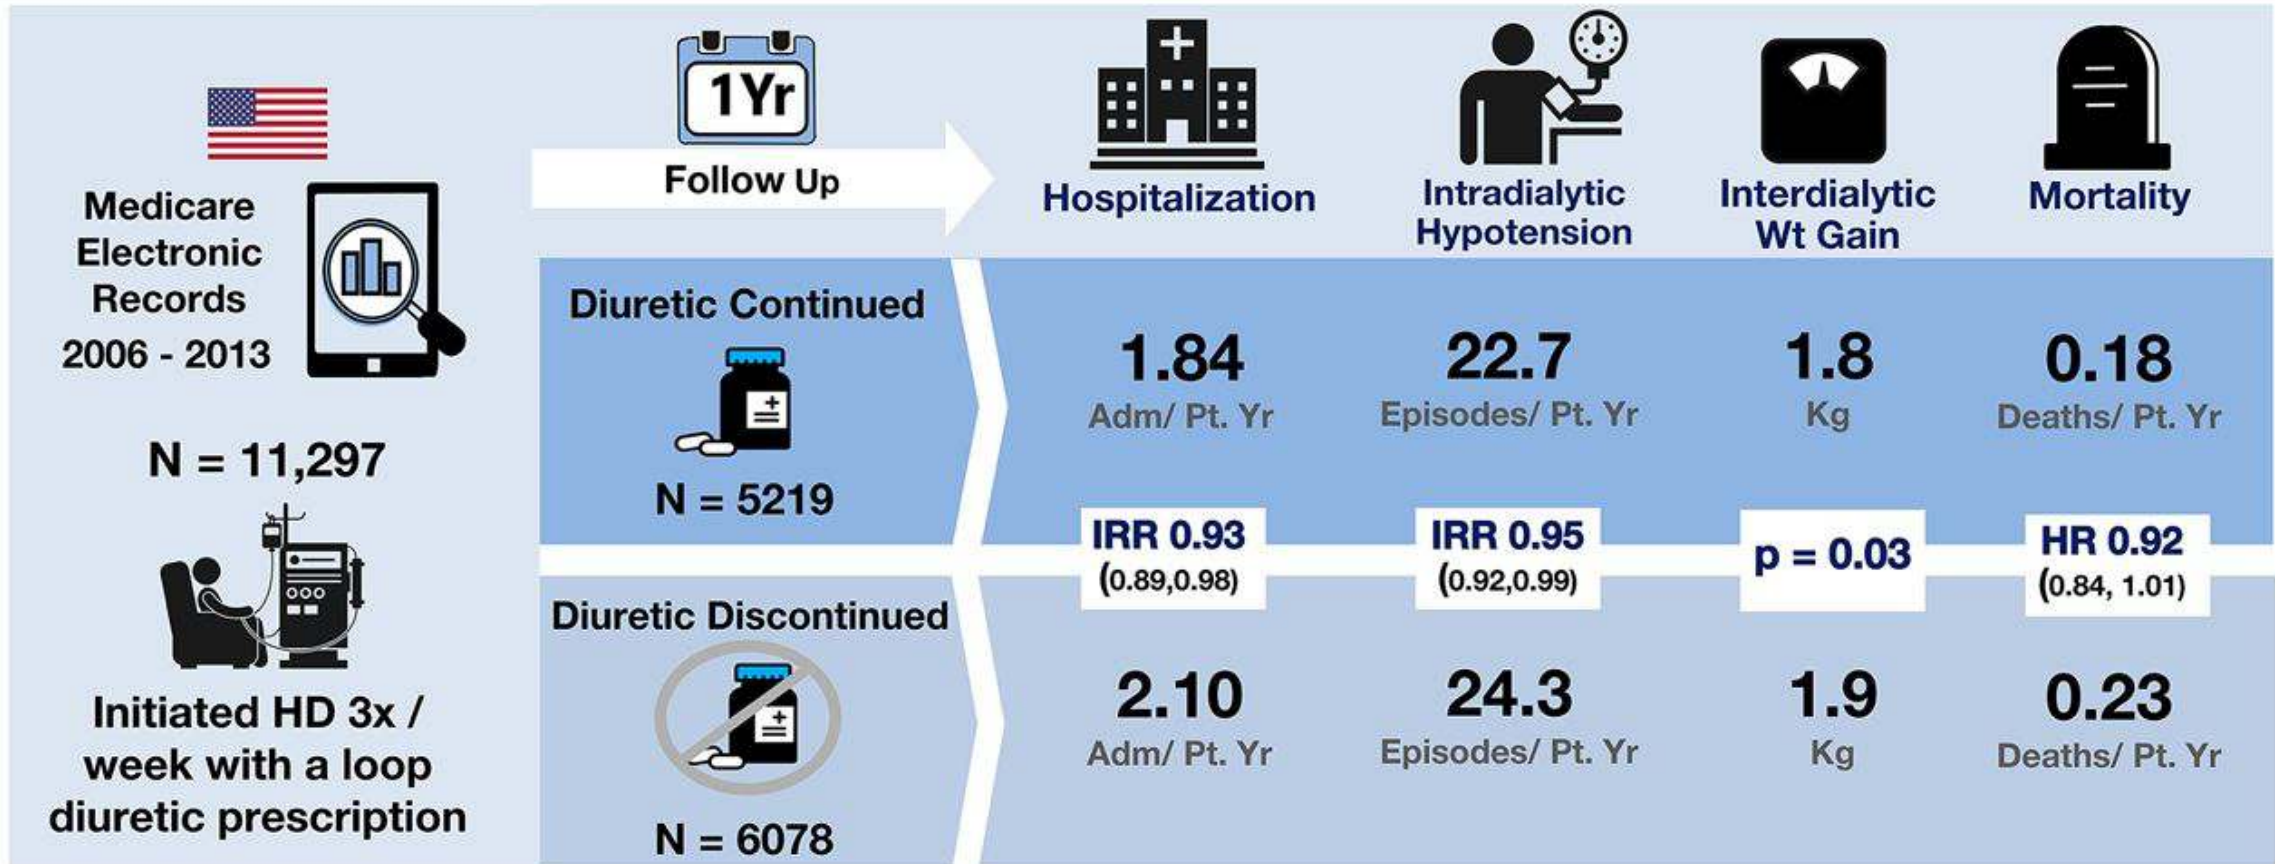 Medicare
Electronic
Records
2006 - 2013
N = 11,297
Initiated HD 3x /
week with a loop
diuretic prescription
1Yr
Follow Up
Hospitalization
Intradialytic
Hypotension
Interdialytic
Wt Gain
Mortality
Diuretic Continued
N = 5219
1.84
Adm/ Pt. Yr
22.7
Episodes/ Pt. Yr
1.8
Kg
0.18
Deaths/ Pt. Yr
IRR 0.93
(0.89,0.98)
IRR 0.95
(0.92,0.99)
p = 0.03
HR 0.92
(0.84, 1.01)
Diuretic Discontinued
N = 6078
2.10
Adm/ Pt. Yr
24.3
Episodes/ Pt. Yr
1.9
Kg
0.23
Deaths/ Pt. Yr